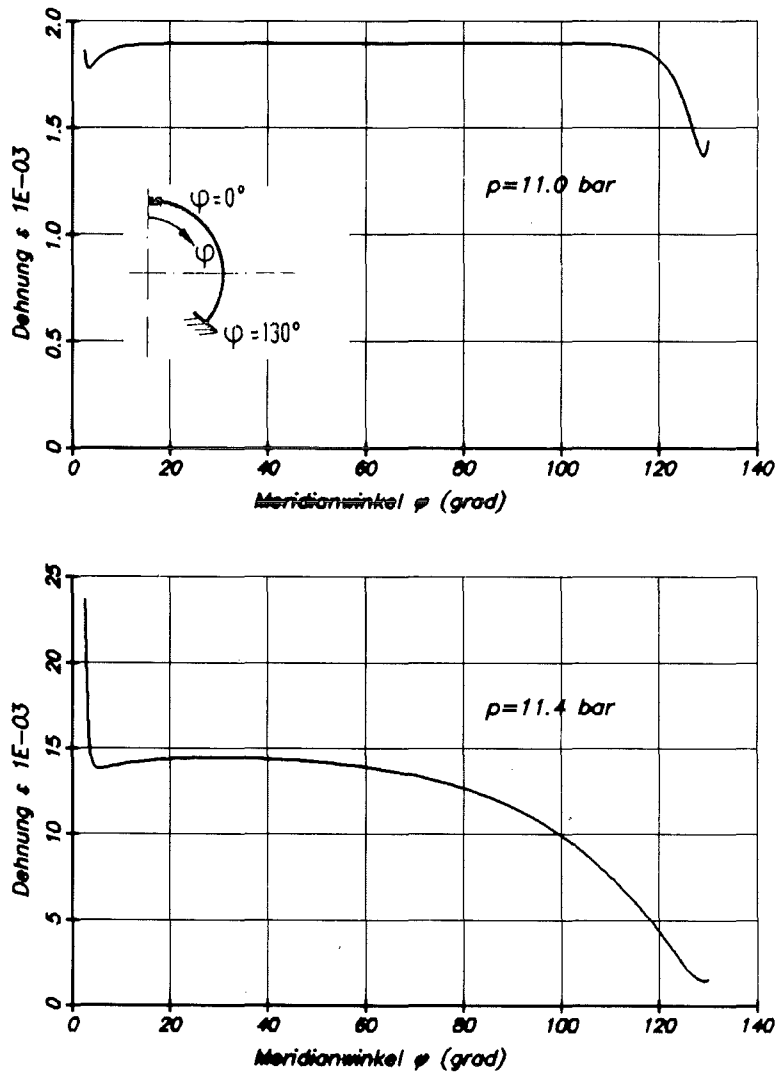 2.0
1.5
1.0
0.5
0
Dehnung ε 1E-03
p=11.0 bar
φ=0°
φ
φ=130°
0 20 40 60 80 100 120 140
Meridianwinkel φ (grad)
25
20
15
10
5
0
Dehnung ε 1E-03
p=11.4 bar
0 20 40 60 80 100 120 140
Meridianwinkel φ (grad)